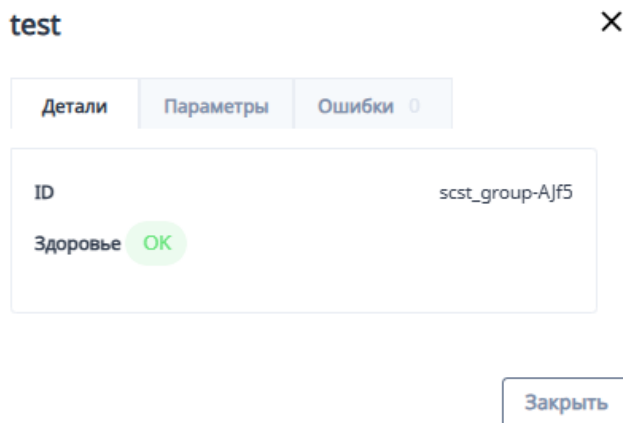 test
Детали Параметры Ошибки 0
ID scst_group-AJf5
Здоровье OK
Закрыть